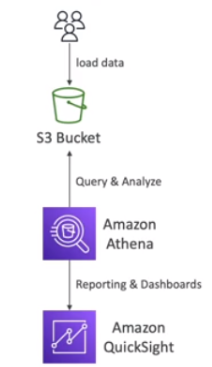 load data
S3 Bucket
Query & Analyze
Amazon
Athena
Reporting & Dashboards
Amazon
QuickSight